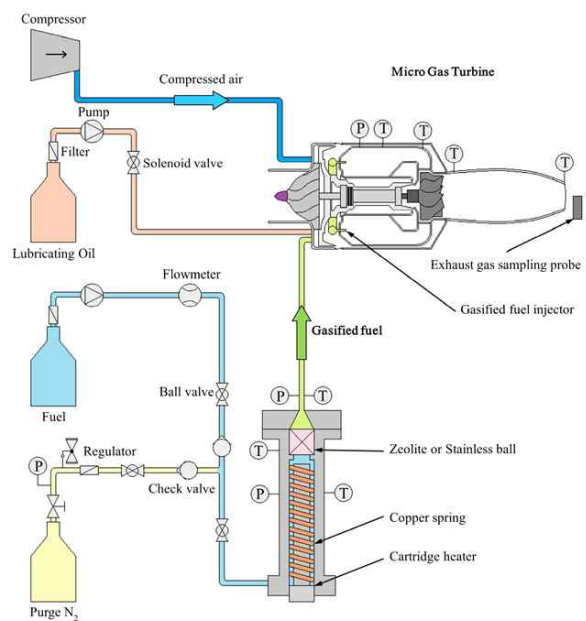 Compressor
Compressed air
Micro Gas Turbine
Pump
P
T
T
T
T
Filter
Solenoid valve
Lubricating Oil
Exhaust gas sampling probe
Flowmeter
Gasified fuel injector
Gasified fuel
Ball valve
P
T
Fuel
Regulator
T
Zeolite or Stainless ball
P
Check valve
P
T
Copper spring
Cartridge heater
Purge N₂